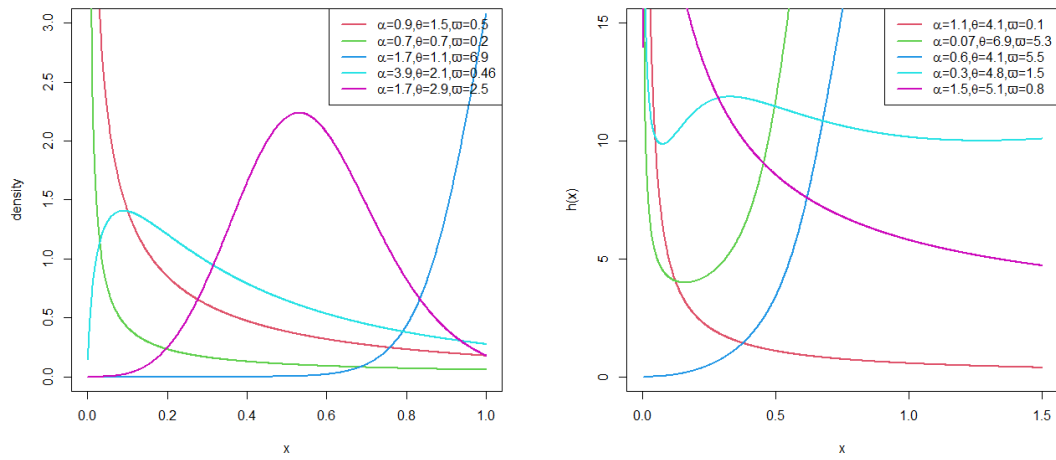 α=0.9,θ=1.5,ϖ=0.5
α=0.7,θ=0.7,ϖ=0.2
α=1.7,θ=1.1,ϖ=6.9
α=3.9,θ=2.1,ϖ=0.46
α=1.7,θ=2.9,ϖ=2.5
density
3.0
2.5
2.0
1.5
1.0
0.5
0.0
0.0 0.2 0.4 0.6 0.8 1.0
x
α=1.1,θ=4.1,ϖ=0.1
α=0.07,θ=6.9,ϖ=5.3
α=0.6,θ=4.1,ϖ=5.5
α=0.3,θ=4.8,ϖ=1.5
α=1.5,θ=5.1,ϖ=0.8
h(x)
15
10
5
0
0.0 0.5 1.0 1.5
x